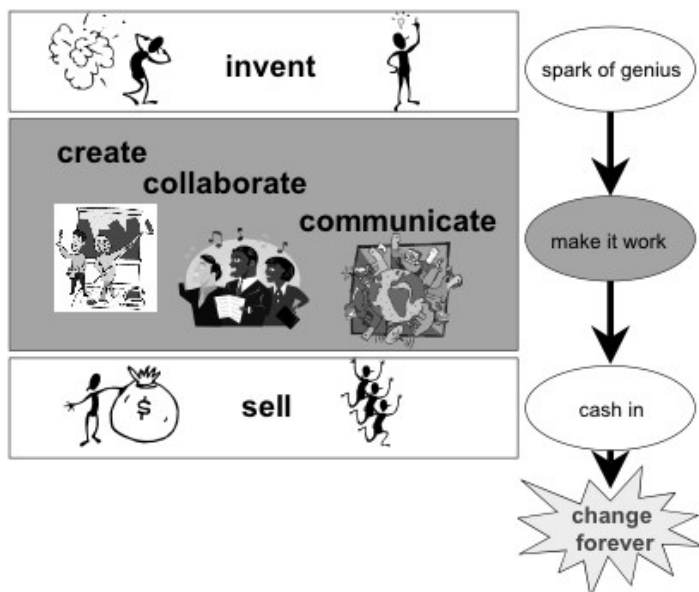 invent
spark of genius
create
collaborate
communicate
make it work
$
sell
cash in
change
forever